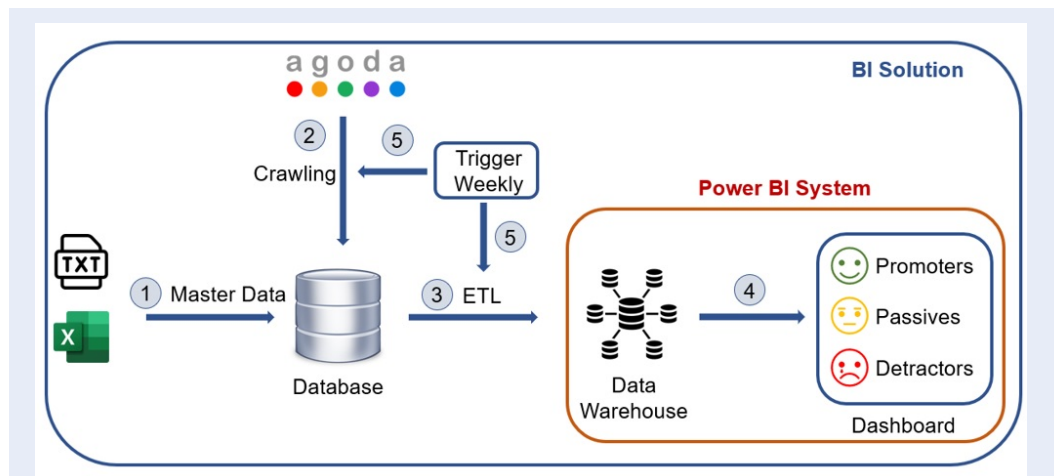 agoda
BI Solution
2
5
Crawling
Trigger
Weekly
Power BI System
5
TXT
1
Master Data
3
ETL
4
Promoters
X
Passives
Detractors
Database
Data
Warehouse
Dashboard